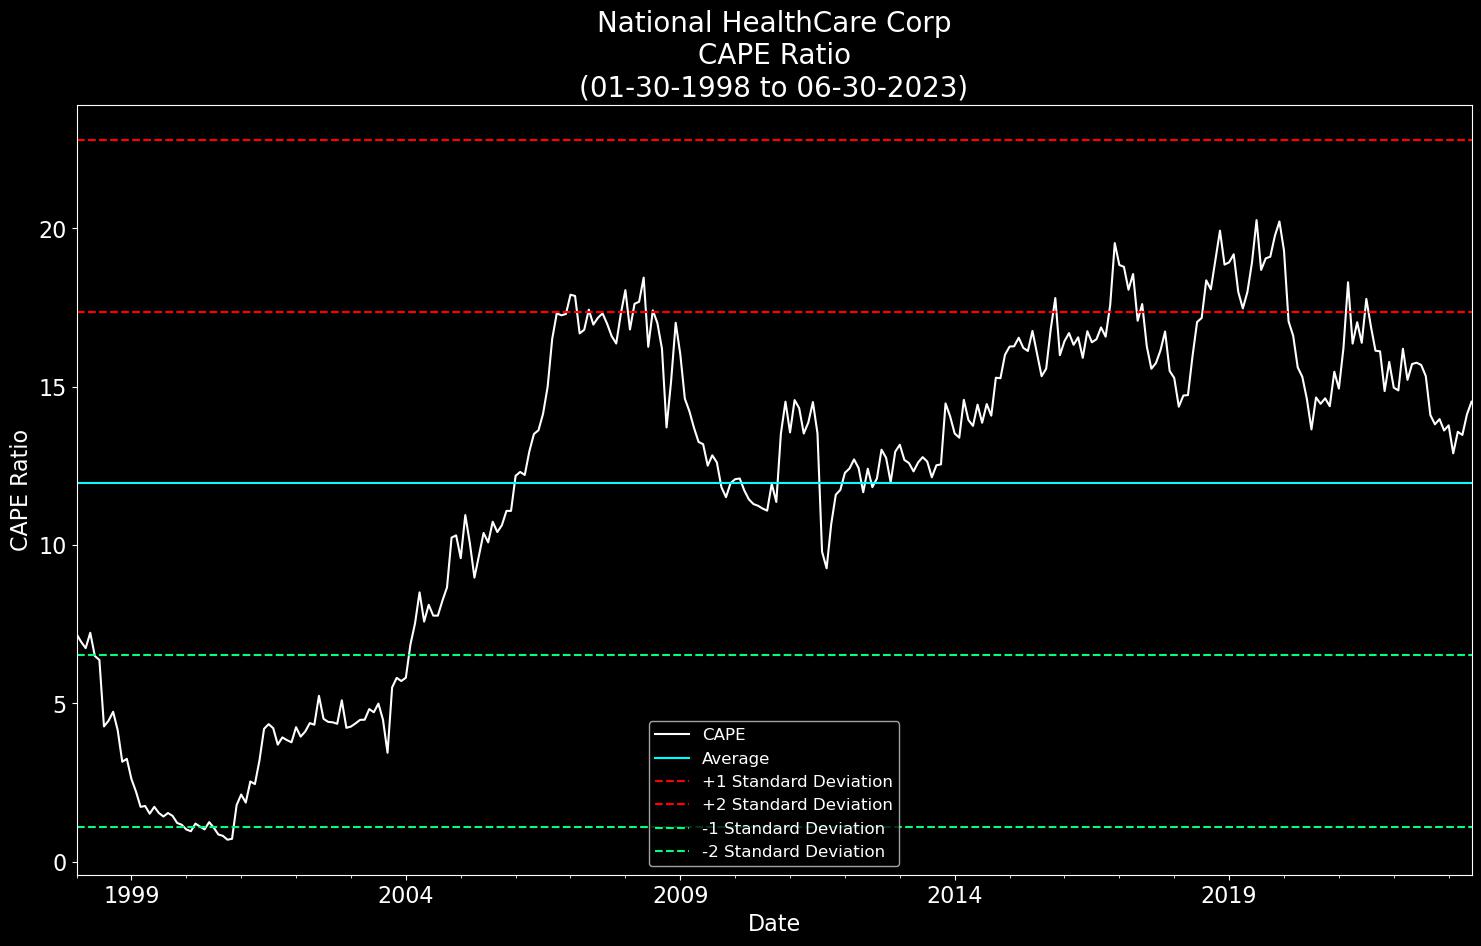 National HealthCare Corp
CAPE Ratio
(01-30-1998 to 06-30-2023)
CAPE Ratio
20
15
10
5
0
CAPE
Average
+1 Standard Deviation
+2 Standard Deviation
-1 Standard Deviation
-2 Standard Deviation
1999 2004 2009 2014 2019
Date